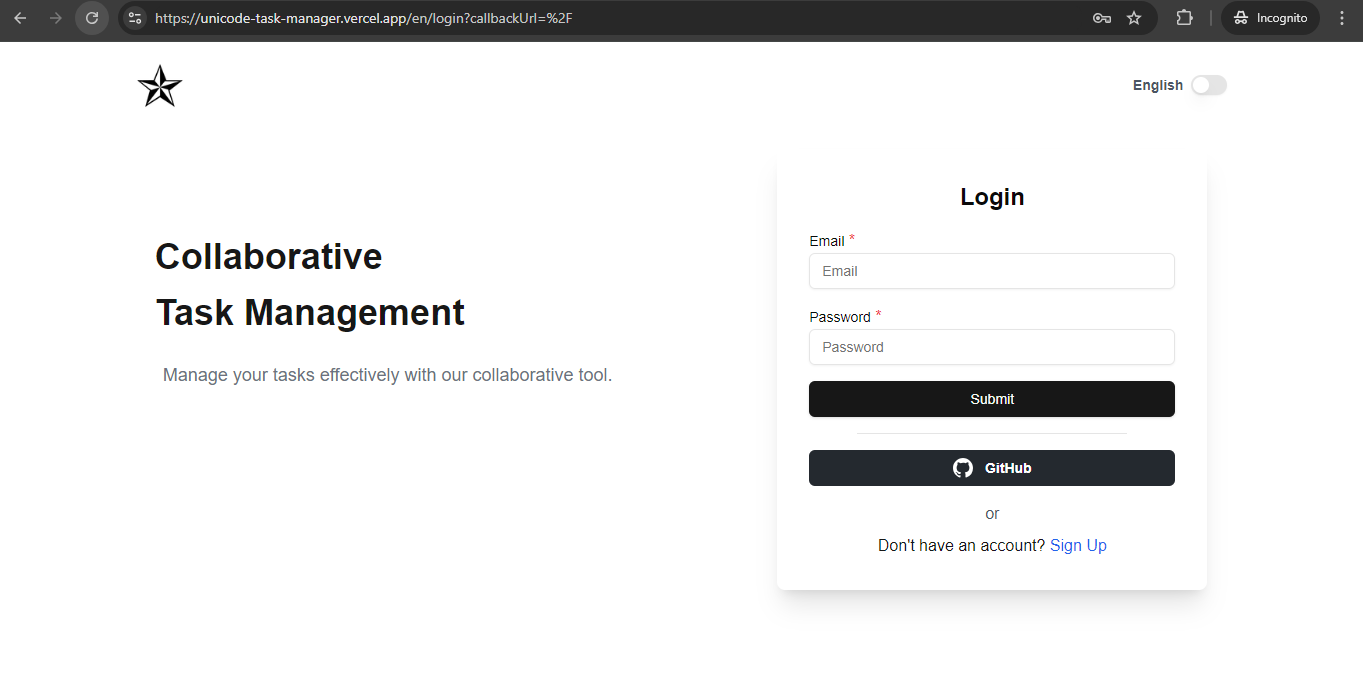 https://unicode-task-manager.vercel.app/en/login?callbackUrl=%2F
Incognito
English
Collaborative
Task Management
Manage your tasks effectively with our collaborative tool.
Login
Email *
Email
Password *
Password
Submit
GitHub
or
Don't have an account? Sign Up